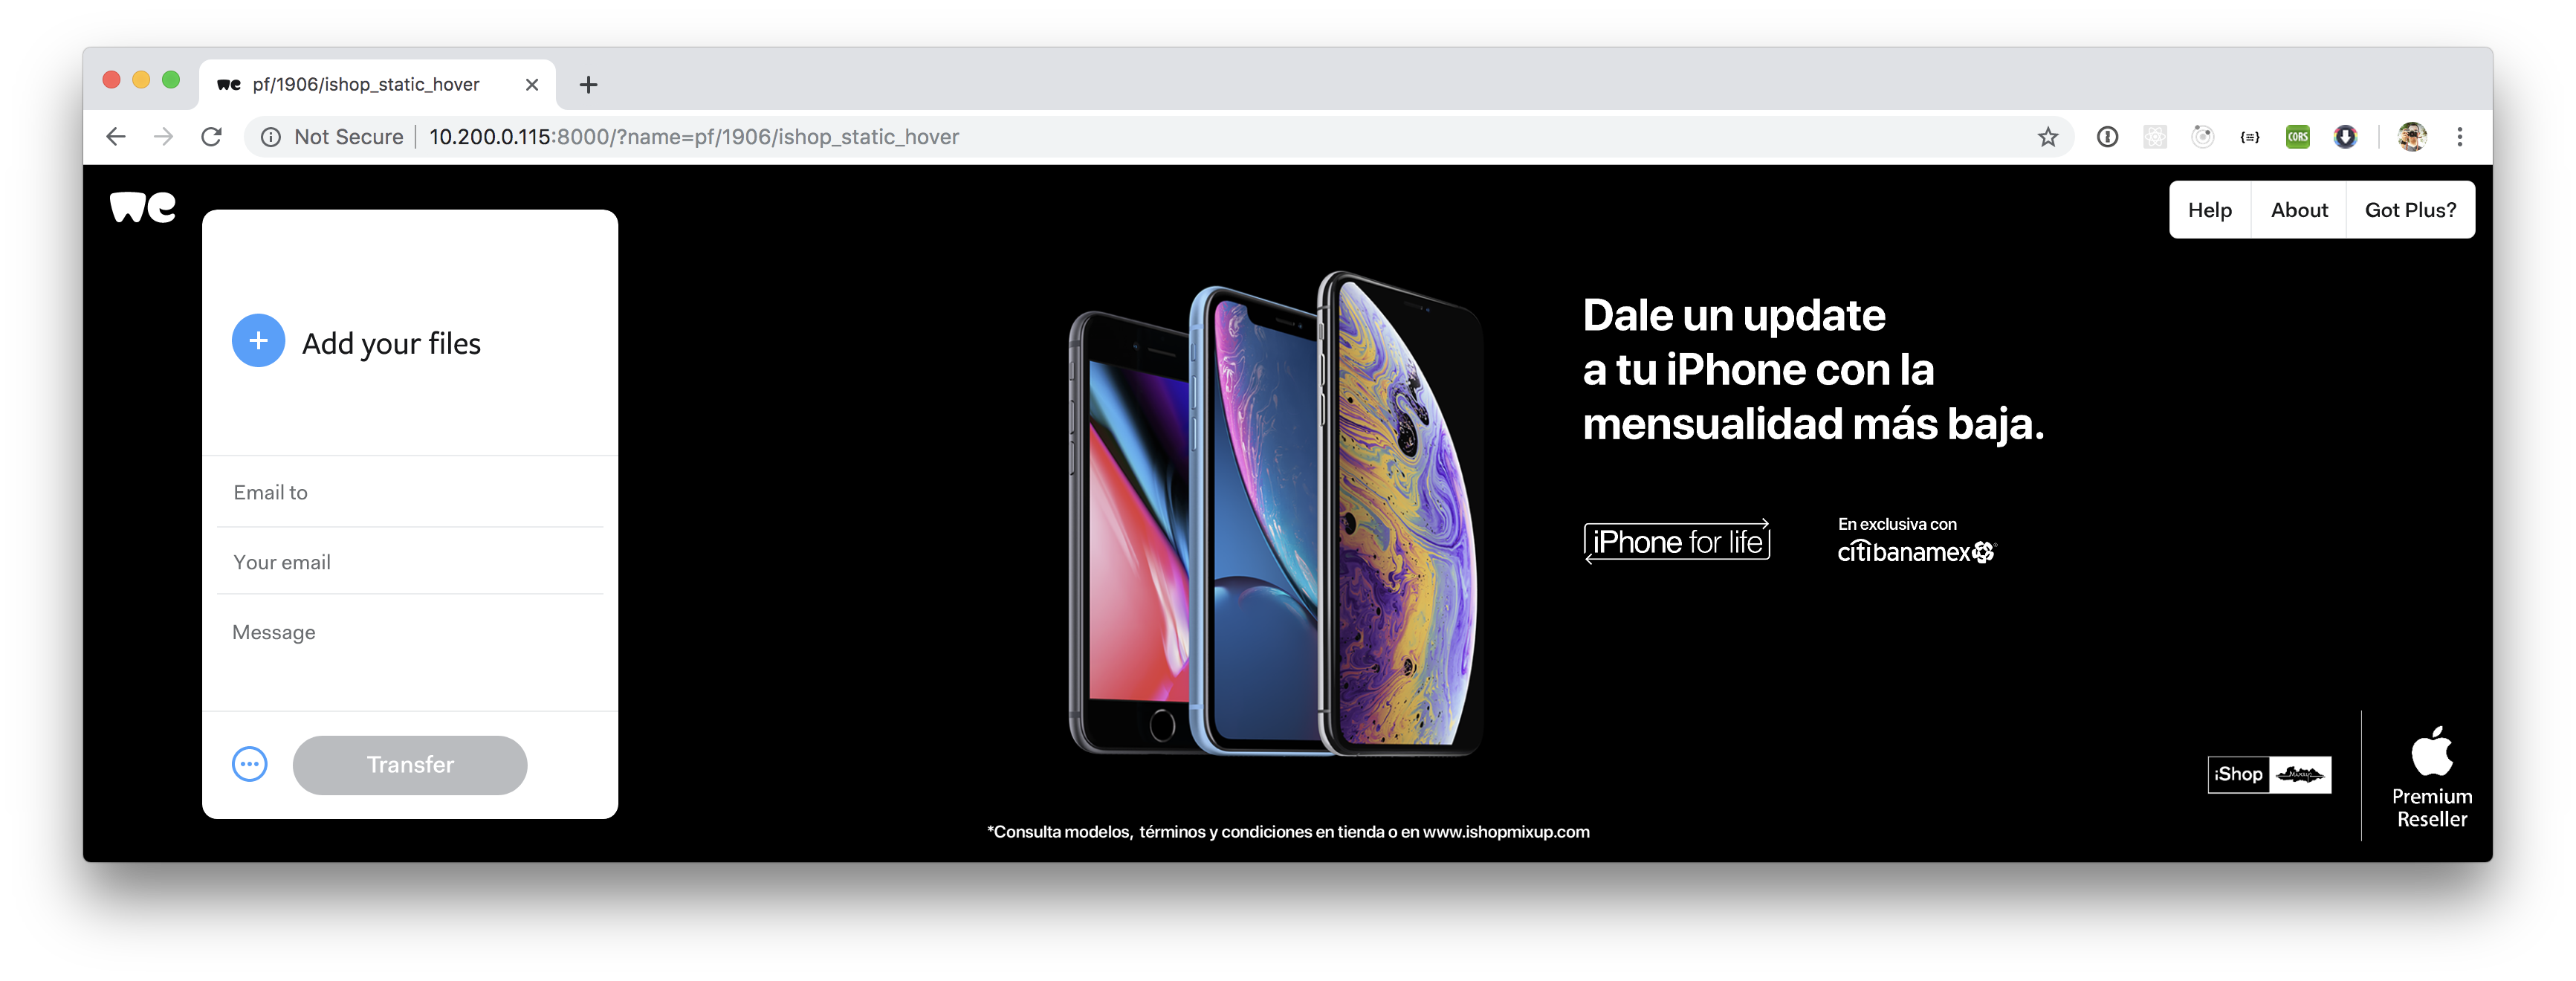 we pf/1906/ishop_static_hover
Not Secure 10.200.0.115:8000/?name=pf/1906/ishop_static_hover
CORS
we
Help About Got Plus?
Add your files
Email to
Your email
Message
Transfer
Dale un update
a tu iPhone con la
mensualidad más baja.
iPhone for life
En exclusiva con
citibanamex
*Consulta modelos, términos y condiciones en tienda o en www.ishopmixup.com
iShop Mixup
Premium
Reseller